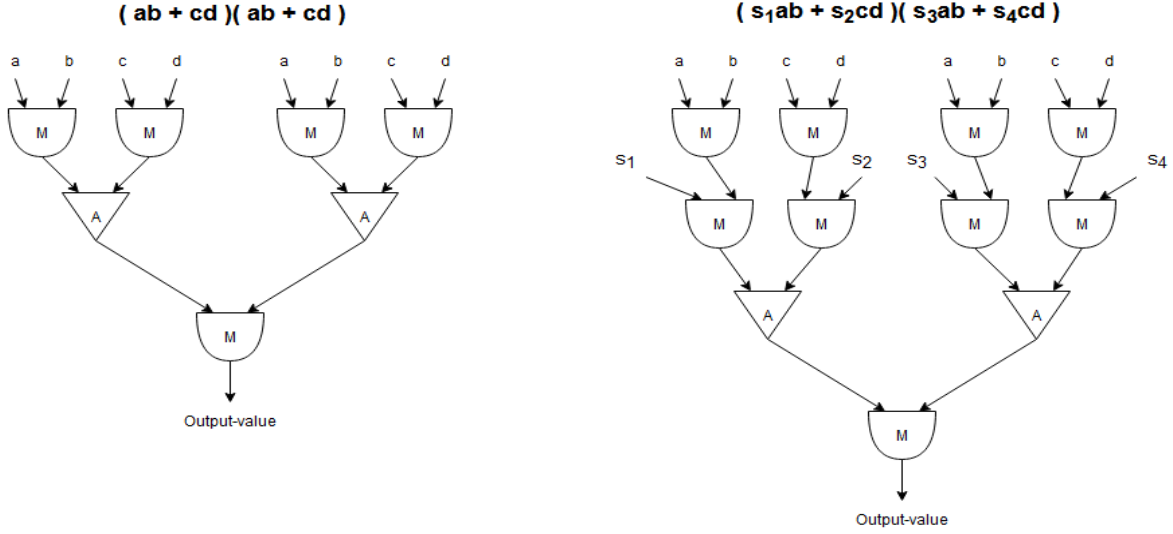 ( ab + cd )( ab + cd )
( s₁ab + s₂cd )( s₃ab + s₄cd )
a b c d a b c d
a b c d a b c d
M M M M
M M M M
s₁ s₂ s₃ s₄
A A
M M M M
A A
M
Output-value
M
Output-value